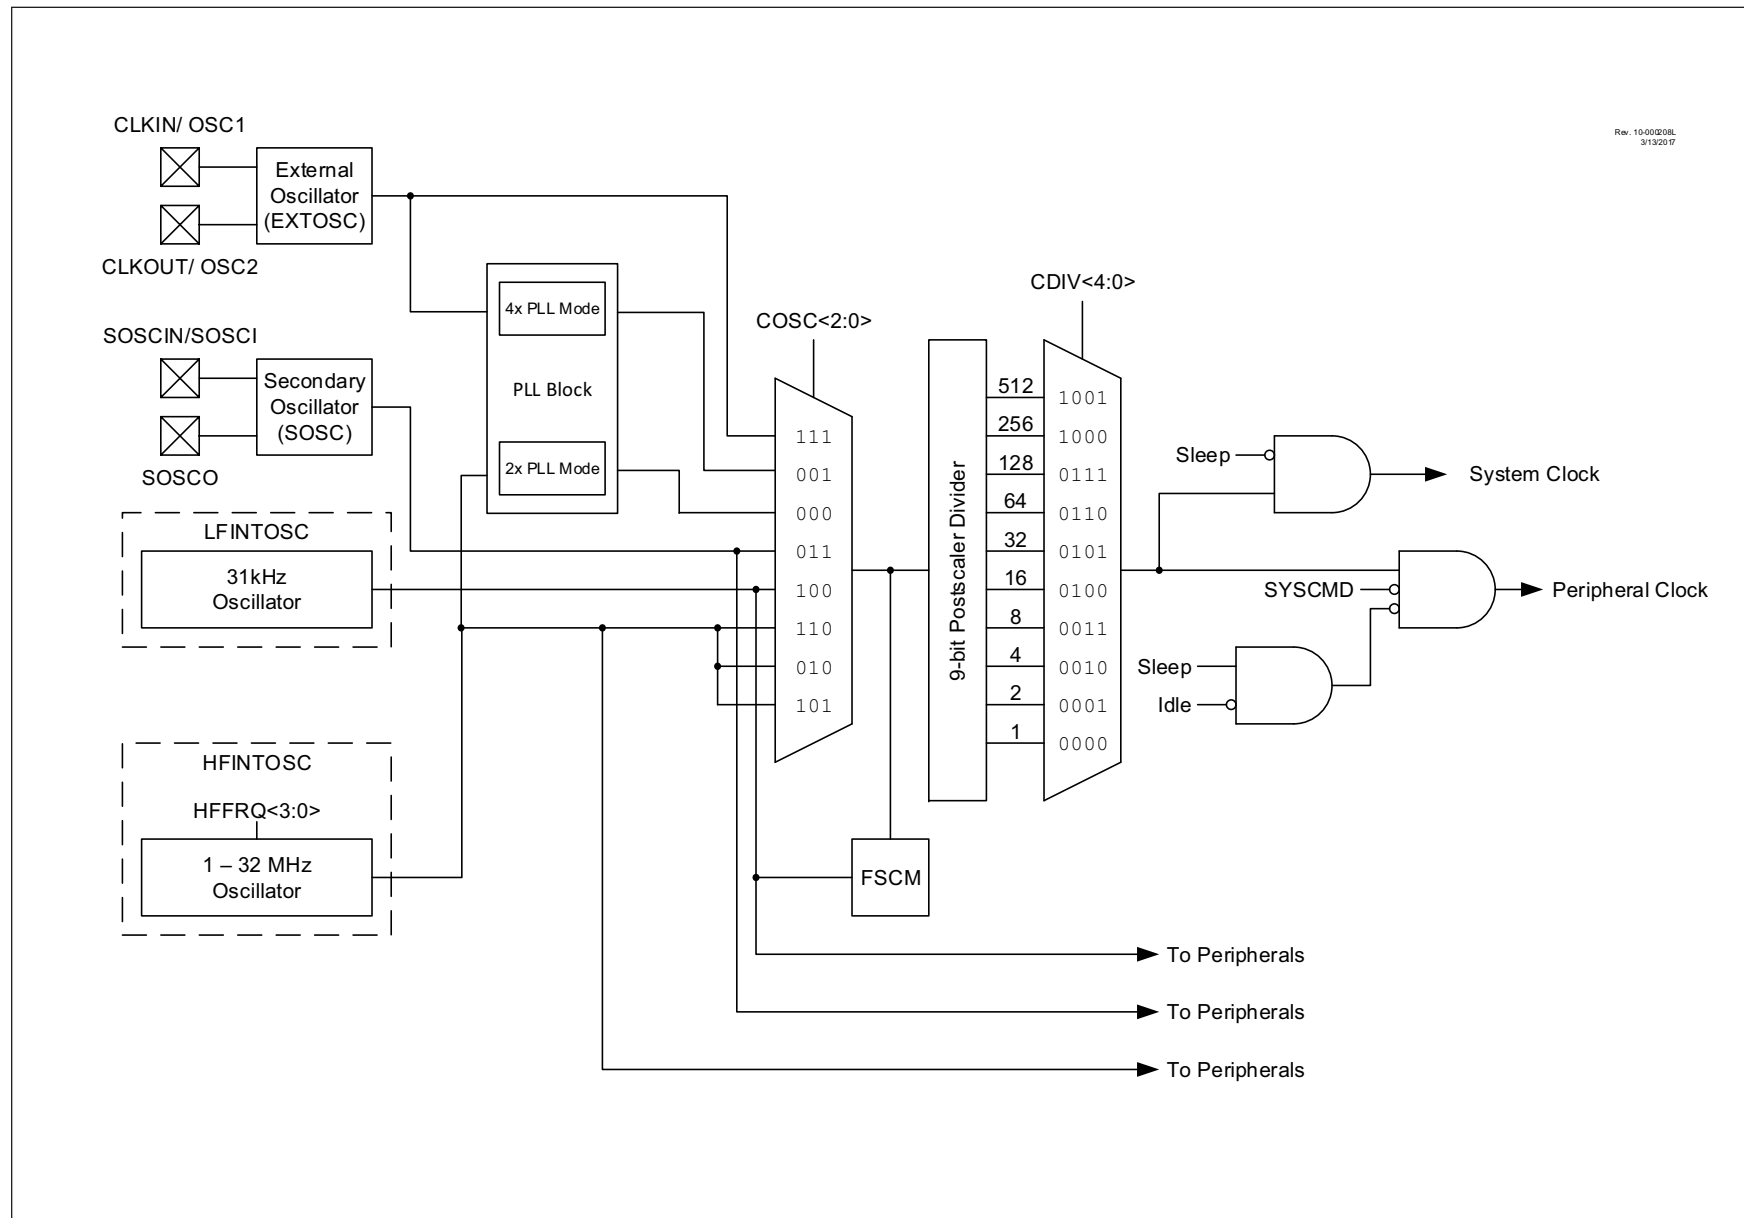 Rev. 10-000208L
3/13/2017
CLKIN/ OSC1
External
Oscillator
(EXTOSC)
CLKOUT/ OSC2
SOSCIN/SOSCI
Secondary
Oscillator
(SOSC)
SOSCO
LFINTOSC
31kHz
Oscillator
HFINTOSC
HFFRQ<3:0>
1 – 32 MHz
Oscillator
4x PLL Mode
PLL Block
2x PLL Mode
COSC<2:0>
111
001
000
011
100
110
010
101
FSCM
9-bit Postscaler Divider
512
256
128
64
32
16
8
4
2
1
CDIV<4:0>
1001
1000
0111
0110
0101
0100
0011
0010
0001
0000
Sleep
System Clock
SYSCMD
Peripheral Clock
Sleep
Idle
To Peripherals
To Peripherals
To Peripherals